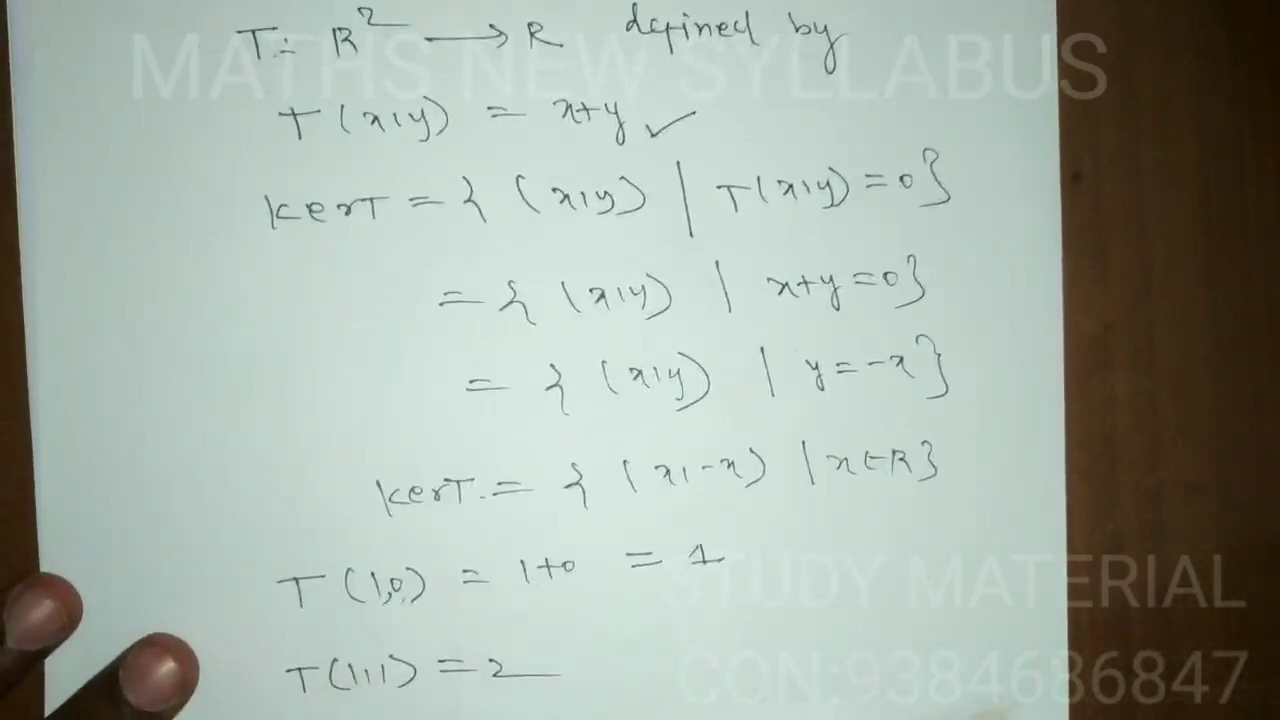 T:- R² → R defined by
MATHS NEW SYLLABUS
T(x,y) = x+y ✓
KerT = { (x,y) | T(x,y) = 0}
= { (x,y) | x+y = 0}
= { (x,y) | y = -x}
KerT. = { (x, -x) | x∈R}
T(1,0) = 1+0 = 1
STUDY MATERIAL
T(1,1) = 2
CON:9384686847